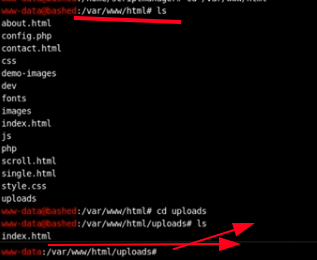 www-data@bashed:/var/www/html# ls
about.html
config.php
contact.html
css
demo-images
dev
fonts
images
index.html
js
php
scroll.html
single.html
style.css
uploads
www-data@bashed:/var/www/html# cd uploads
www-data@bashed:/var/www/html/uploads# ls
index.html
www-data:/var/www/html/uploads#